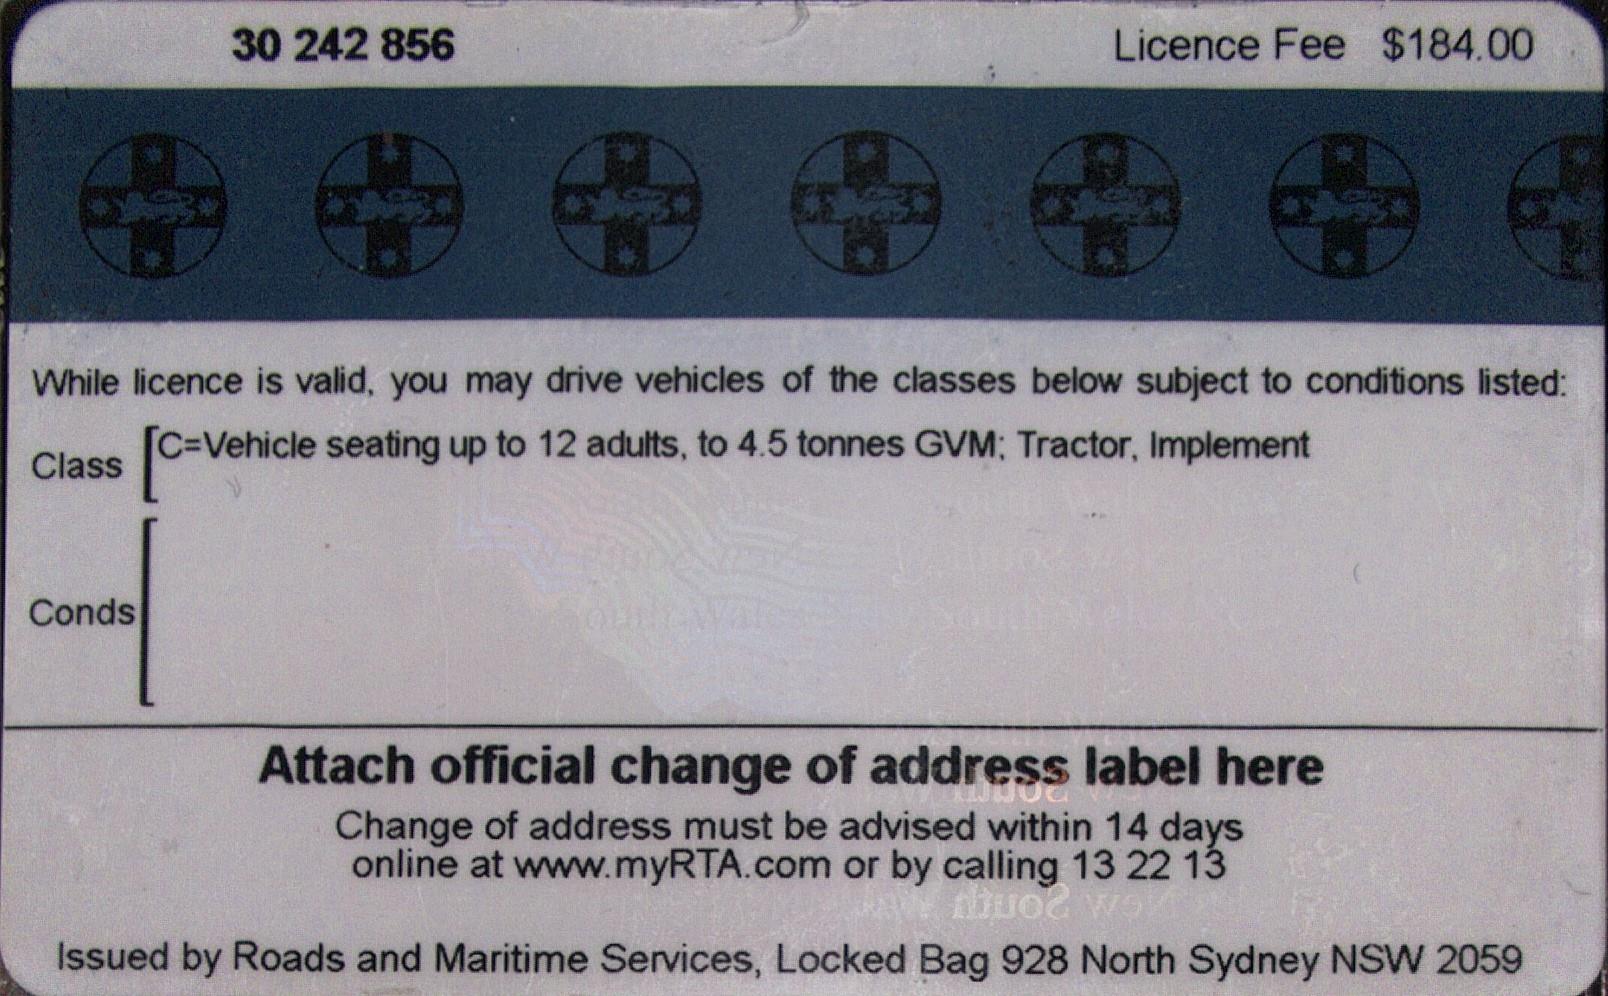 30 242 856 Licence Fee $184.00
While licence is valid, you may drive vehicles of the classes below subject to conditions listed:
Class C=Vehicle seating up to 12 adults, to 4.5 tonnes GVM; Tractor, Implement
Conds
Attach official change of address label here
Change of address must be advised within 14 days
online at www.myRTA.com or by calling 13 22 13
Issued by Roads and Maritime Services, Locked Bag 928 North Sydney NSW 2059